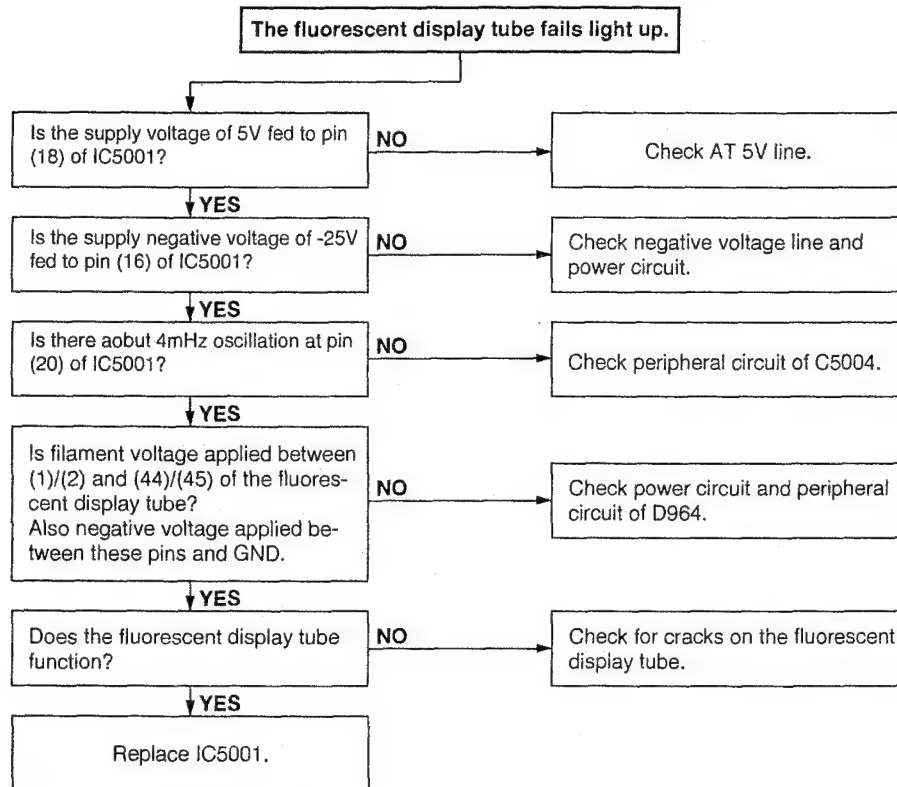 The fluorescent display tube fails light up.
Is the supply voltage of 5V fed to pin
(18) of IC5001?
NO
Check AT 5V line.
YES
Is the supply negative voltage of -25V
fed to pin (16) of IC5001?
NO
Check negative voltage line and
power circuit.
YES
Is there aobut 4mHz oscillation at pin
(20) of IC5001?
NO
Check peripheral circuit of C5004.
YES
Is filament voltage applied between
(1)/(2) and (44)/(45) of the fluores-
cent display tube?
Also negative voltage applied be-
tween these pins and GND.
NO
Check power circuit and peripheral
circuit of D964.
YES
Does the fluorescent display tube
function?
NO
Check for cracks on the fluorescent
display tube.
YES
Replace IC5001.